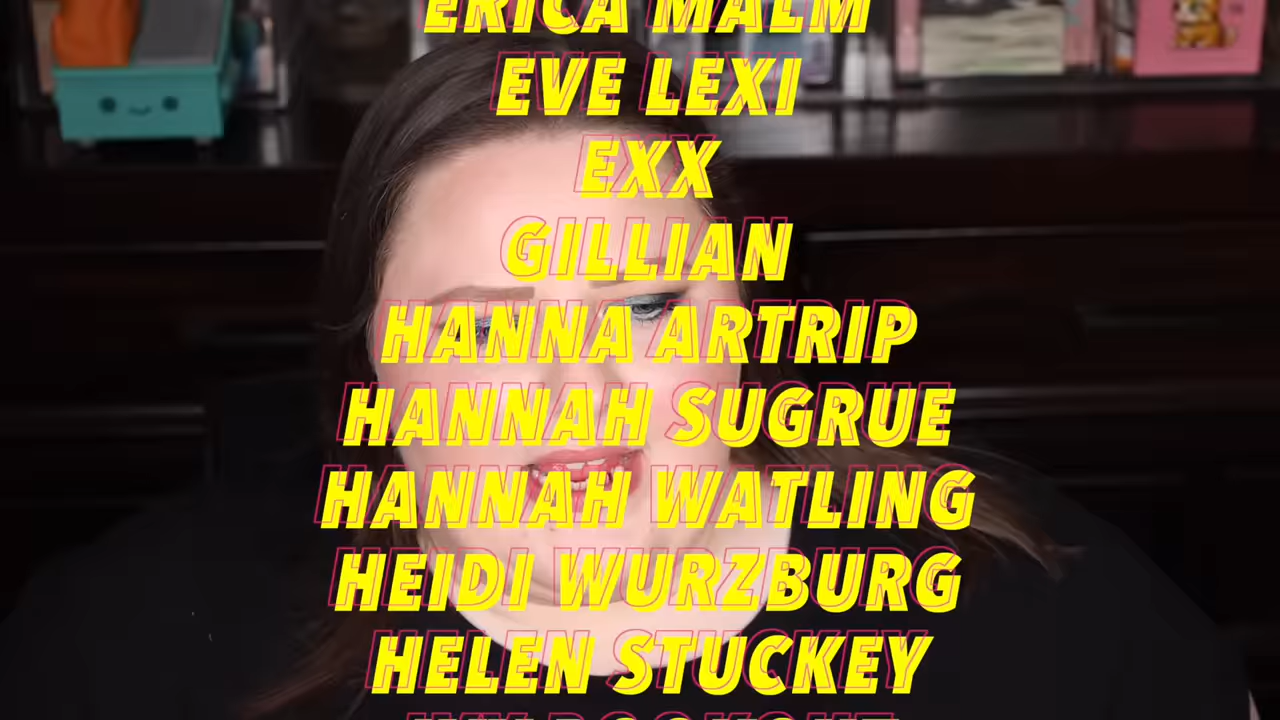 ERICA MALM
EVE LEXI
EXX
GILLIAN
HANNA ARTRIP
HANNAH SUGRUE
HANNAH WATLING
HEIDI WURZBURG
HELEN STUCKEY